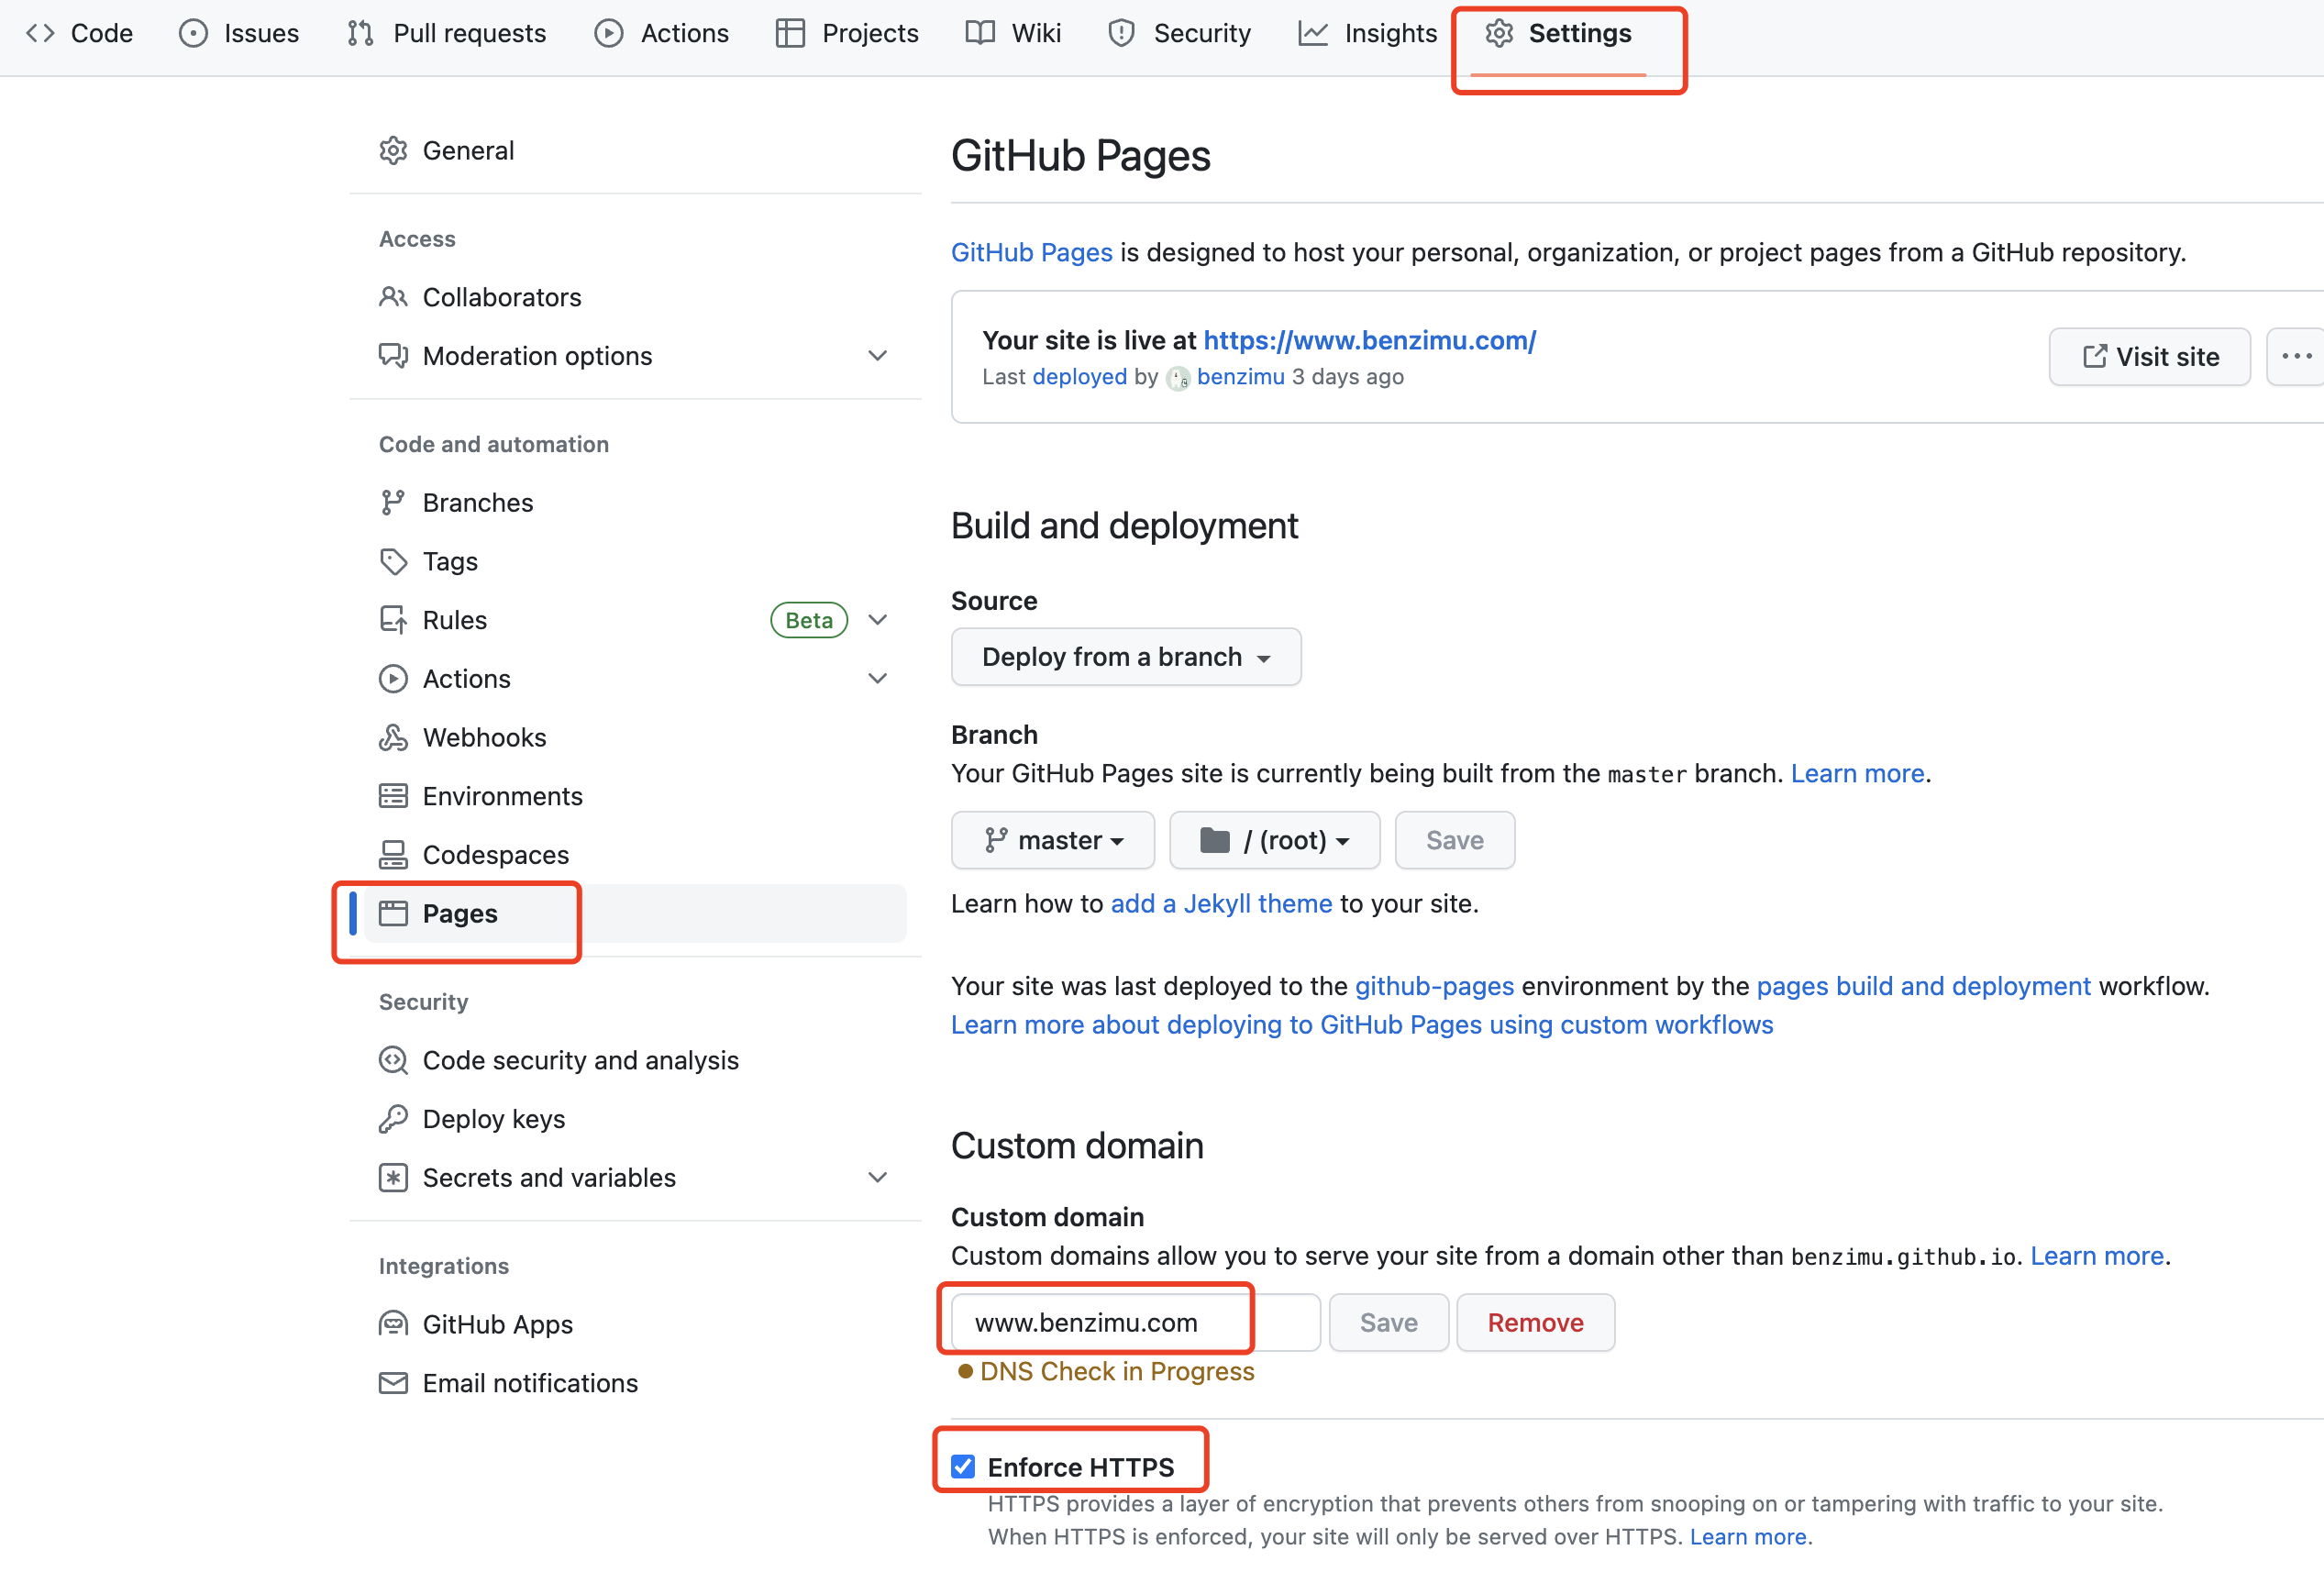 Code Issues Pull requests Actions Projects Wiki Security Insights Settings
General
Access
Collaborators
Moderation options
Code and automation
Branches
Tags
Rules Beta
Actions
Webhooks
Environments
Codespaces
Pages
Security
Code security and analysis
Deploy keys
Secrets and variables
Integrations
GitHub Apps
Email notifications
GitHub Pages
GitHub Pages is designed to host your personal, organization, or project pages from a GitHub repository.
Your site is live at https://www.benzimu.com/
Last deployed by benzimu 3 days ago
Visit site
Build and deployment
Source
Deploy from a branch
Branch
Your GitHub Pages site is currently being built from the master branch. Learn more.
master / (root) Save
Learn how to add a Jekyll theme to your site.
Your site was last deployed to the github-pages environment by the pages build and deployment workflow.
Learn more about deploying to GitHub Pages using custom workflows
Custom domain
Custom domain
Custom domains allow you to serve your site from a domain other than benzimu.github.io. Learn more.
www.benzimu.com Save Remove
DNS Check in Progress
Enforce HTTPS
HTTPS provides a layer of encryption that prevents others from snooping on or tampering with traffic to your site.
When HTTPS is enforced, your site will only be served over HTTPS. Learn more.